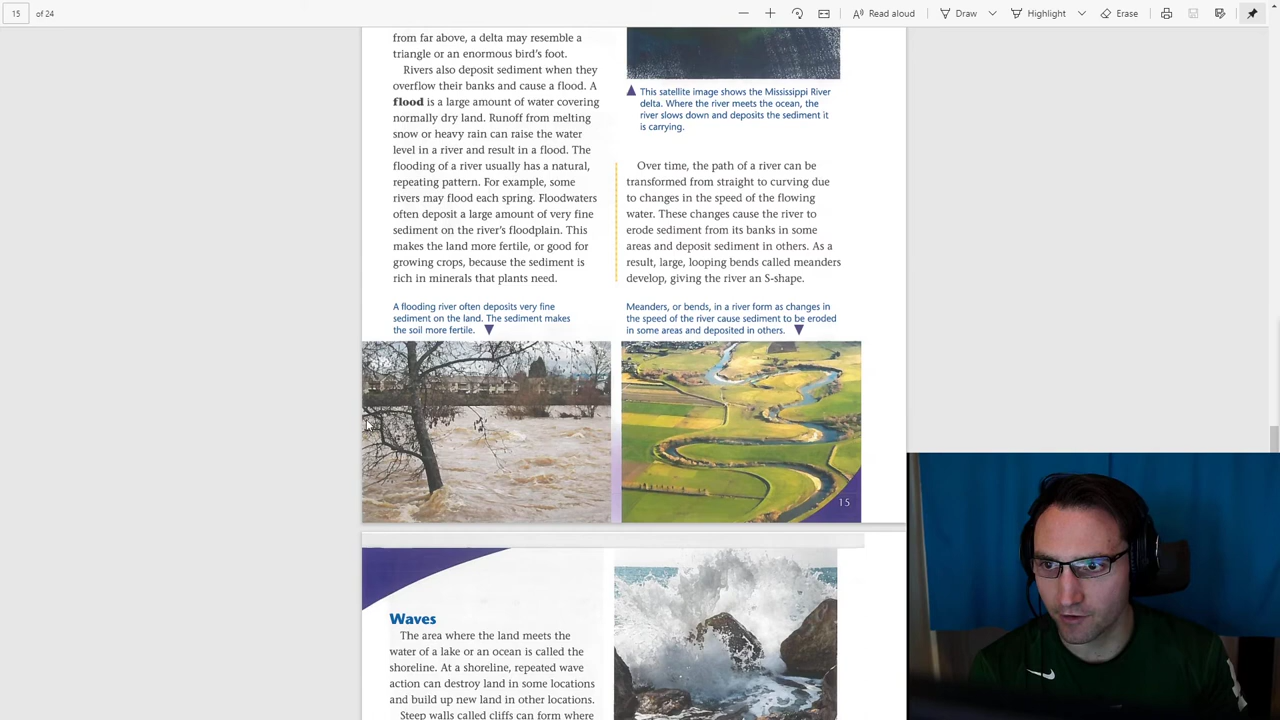 15
of 24
Read aloud
Draw
Highlight
Erase
from far above, a delta may resemble a
triangle or an enormous bird's foot.
Rivers also deposit sediment when they
overflow their banks and cause a flood. A
flood is a large amount of water covering
normally dry land. Runoff from melting
snow or heavy rain can raise the water
level in a river and result in a flood. The
flooding of a river usually has a natural,
repeating pattern. For example, some
rivers may flood each spring. Floodwaters
often deposit a large amount of very fine
sediment on the river's floodplain. This
makes the land more fertile, or good for
growing crops, because the sediment is
rich in minerals that plants need.
A flooding river often deposits very fine
sediment on the land. The sediment makes
the soil more fertile.
This satellite image shows the Mississippi River
delta. Where the river meets the ocean, the
river slows down and deposits the sediment it
is carrying.
Over time, the path of a river can be
transformed from straight to curving due
to changes in the speed of the flowing
water. These changes cause the river to
erode sediment from its banks in some
areas and deposit sediment in others. As a
result, large, looping bends called meanders
develop, giving the river an S-shape.
Meanders, or bends, in a river form as changes in
the speed of the river cause sediment to be eroded
in some areas and deposited in others.
15
Waves
The area where the land meets the
water of a lake or an ocean is called the
shoreline. At a shoreline, repeated wave
action can destroy land in some locations
and build up new land in other locations.
Steep walls called cliffs can form where